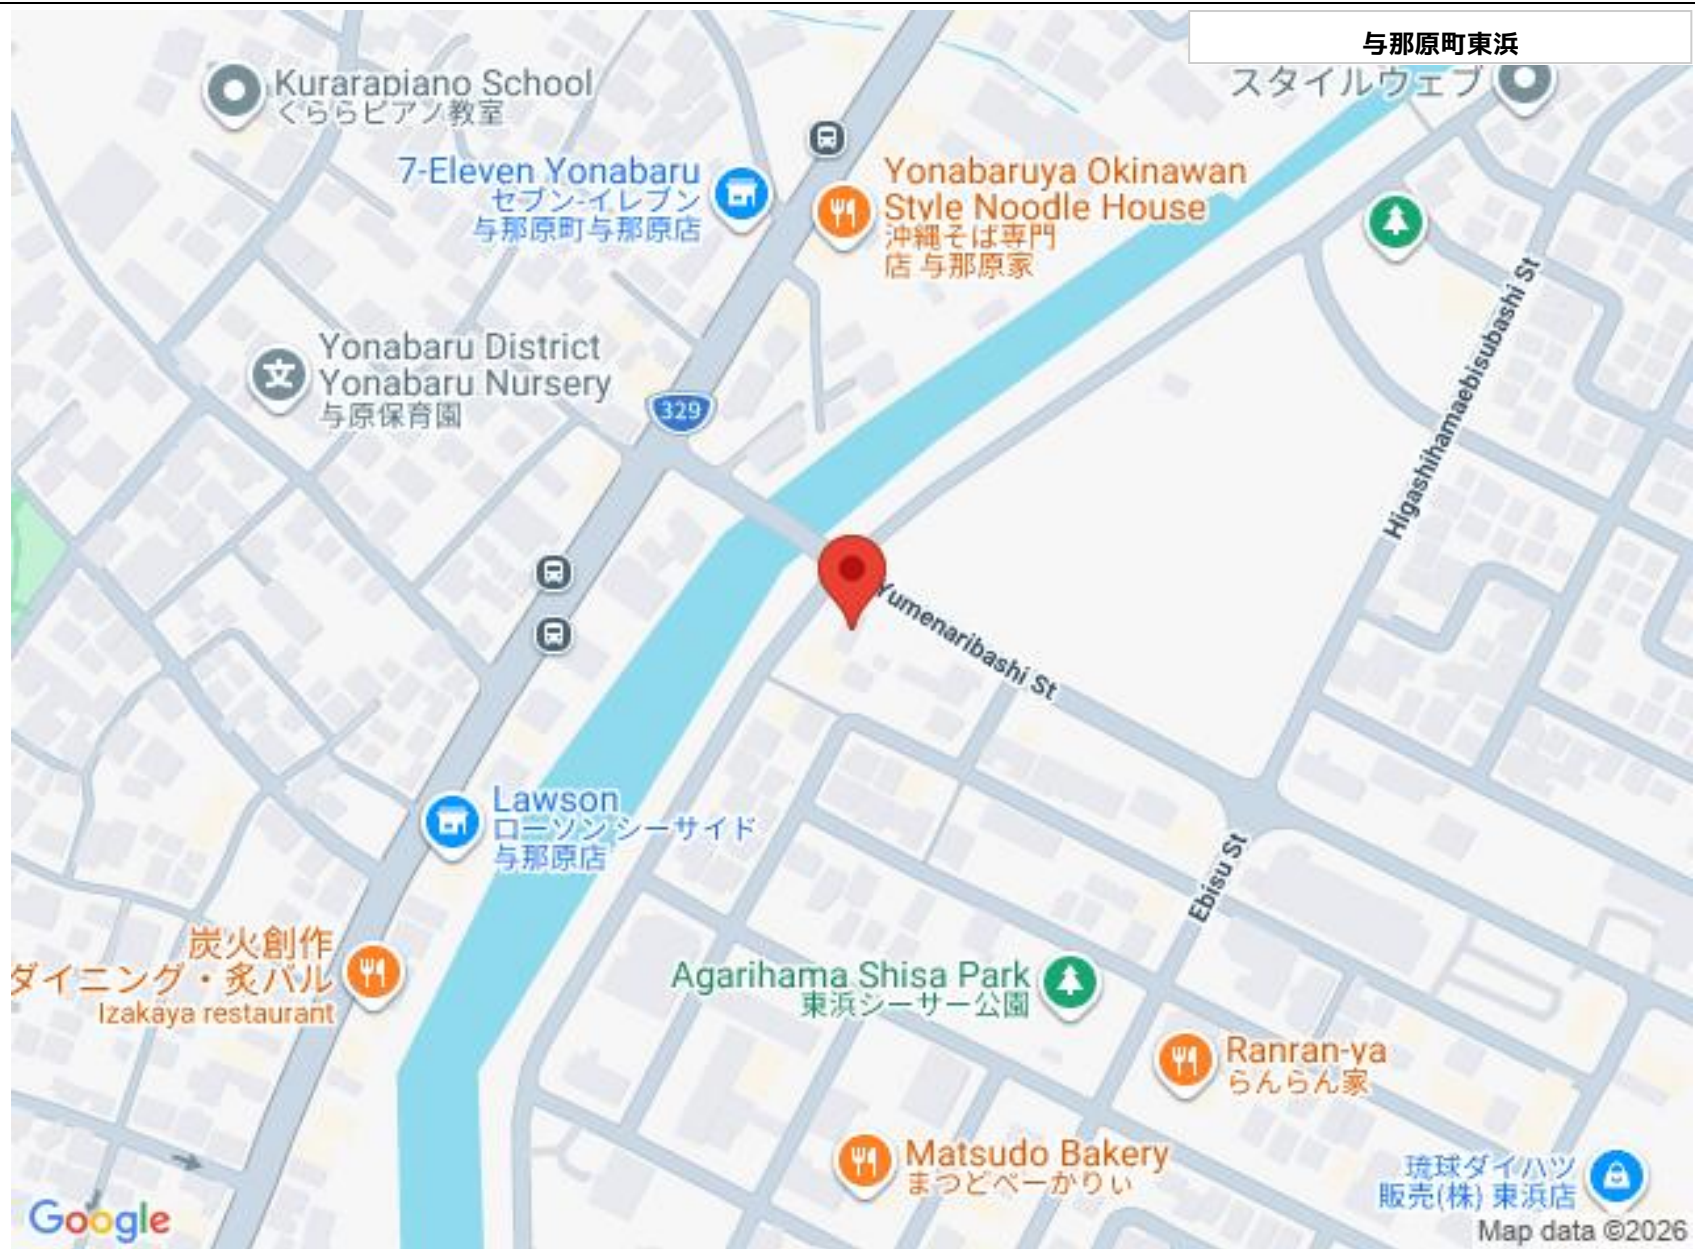 与那原町東浜
スタイルウェブ
Kurarapiano School
くららピアノ教室
7-Eleven Yonabaru
セブン-イレブン
与那原町与那原店
Yonabaruya Okinawan
Style Noodle House
沖縄そば専門
店 与那原家
Yonabaru District
Yonabaru Nursery
与原保育園
329
Higashihamaebisubashi St
Yumenaribashi St
Lawson
ローソン シーサイド
与那原店
Ebisu St
炭火創作
ダイニング・炙バル
Izakaya restaurant
Agarihama Shisa Park
東浜シーサー公園
Ranran-ya
らんらん家
Matsudo Bakery
まつどべーかりぃ
琉球ダイハツ
販売(株) 東浜店
Google
Map data ©2026